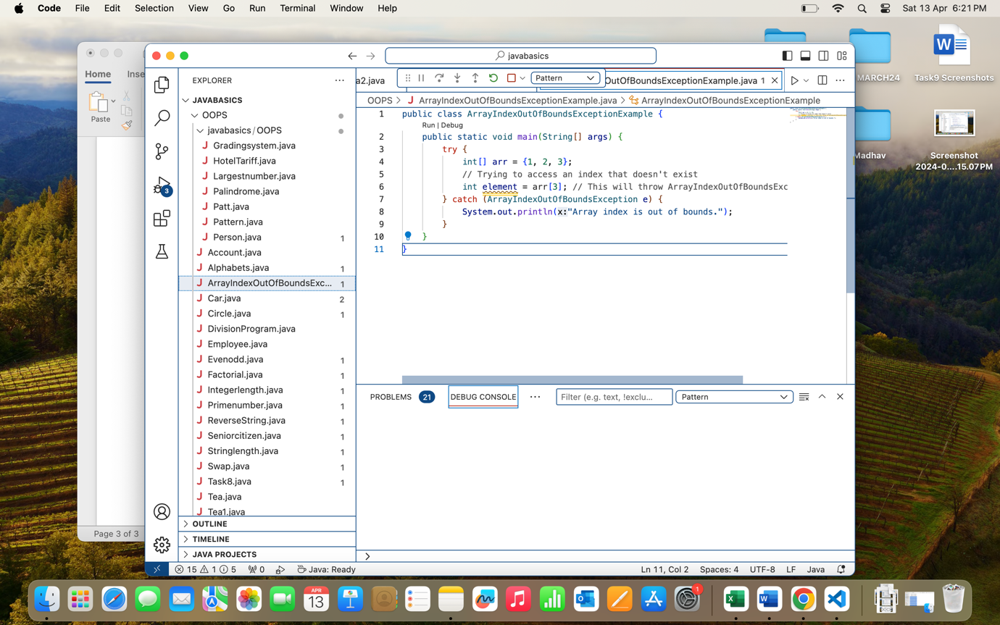 Code File Edit Selection View Go Run Terminal Window Help Sat 13 Apr 6:21 PM
Home Inse
Paste
Page 3 of 3
MARCH24
Task9 Screenshots
Madhav
Screenshot
2024-0....15.07 PM
javabasics
EXPLORER
JAVABASICS
OOPS
javabasics / OOPS
Gradingsystem.java
HotelTariff.java
Largestnumber.java
Palindrome.java
Patt.java
Pattern.java
Person.java 1
Account.java
Alphabets.java 1
ArrayIndexOutOfBoundsExc... 1
Car.java 2
Circle.java 1
DivisionProgram.java
Employee.java
Evenodd.java 1
Factorial.java 1
Integerlength.java 1
Primenumber.java 1
ReverseString.java 1
Seniorcitizen.java 1
Stringlength.java 1
Swap.java 1
Task8.java 1
Tea.java
Tea1.java
OUTLINE
TIMELINE
JAVA PROJECTS
3
a2.java Pattern OutOfBoundsExceptionExample.java 1
OOPS > J ArrayIndexOutOfBoundsExceptionExample.java > ArrayIndexOutOfBoundsExceptionExample
1 public class ArrayIndexOutOfBoundsExceptionExample {
Run | Debug
2 public static void main(String[] args) {
3 try {
4 int[] arr = {1, 2, 3};
5 // Trying to access an index that doesn't exist
6 int element = arr[3]; // This will throw ArrayIndexOutOfBoundsExc
7 } catch (ArrayIndexOutOfBoundsException e) {
8 System.out.println(x:"Array index is out of bounds.");
9 }
10 }
11 }
PROBLEMS 21 DEBUG CONSOLE Filter (e.g. text, !exclu... Pattern
15 1 5 0 Java: Ready Ln 11, Col 2 Spaces: 4 UTF-8 LF Java
APR
13
1
DOCX